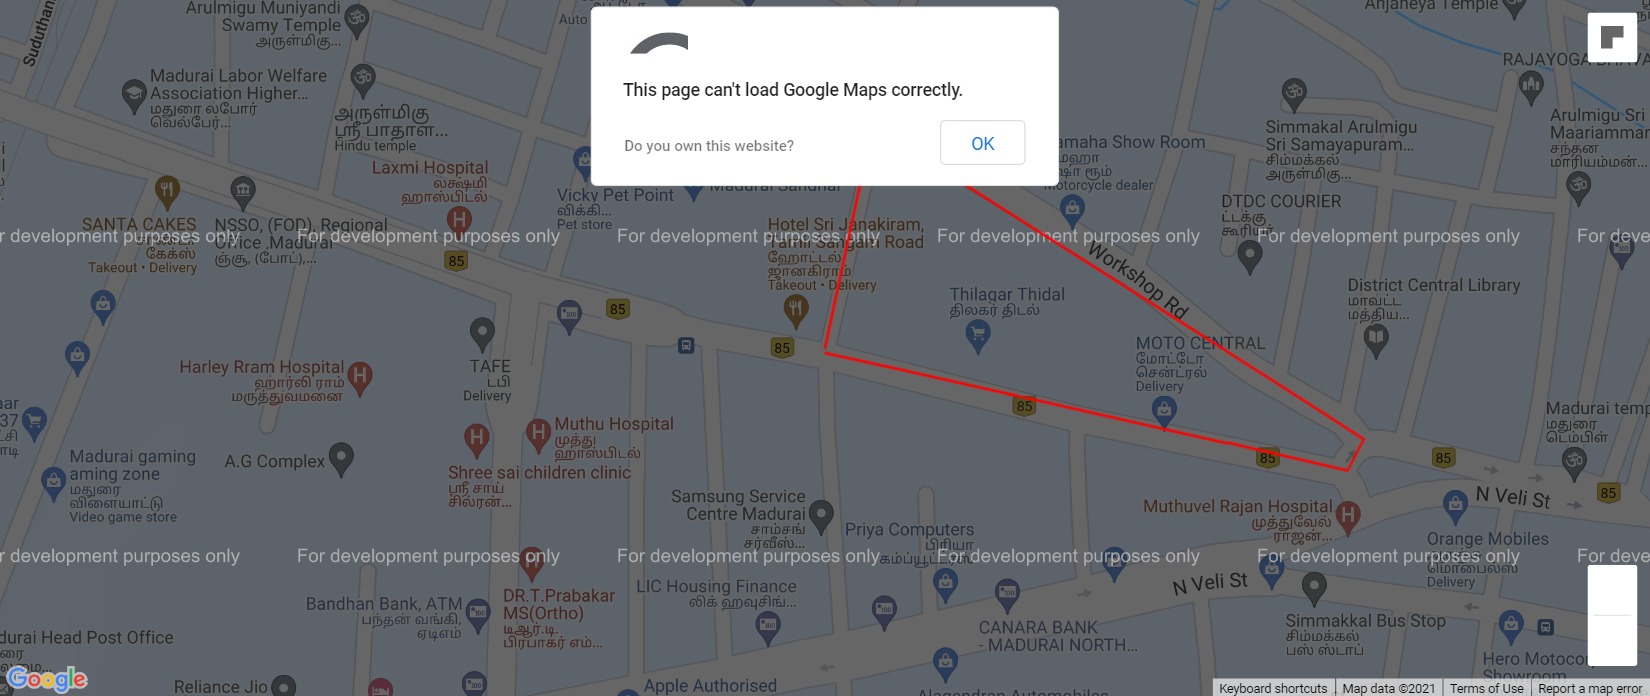 Arulmigu Muniyandi
Swamy Temple
அருள்மிகு...
Suduthan
Auto
Anjaneya Temple
This page can't load Google Maps correctly.
Do you own this website?
OK
RAJAYOGA BHAVA
Madurai Labor Welfare
Association Higher...
மதுரை லேபோர்
வெல்பேர்...
அருள்மிகு
ஸ்ரீ பாதாள...
Hindu temple
Simmakal Arulmigu
Sri Samayapuram...
சிம்மக்கல்
அருள்மிகு...
Arulmigu Sri
Maariamman
சந்தன
மாரியம்மன்...
Laxmi Hospital
லக்ஷ்மி
ஹாஸ்பிடல்
Vicky Pet Point
விக்கி...
Pet store
Madurai Sandhai
amaha Show Room
மஹா
ஷோ ரூம்
Motorcycle dealer
DTDC COURIER
ட்டக்கு
கூரியர்
SANTA CAKES
சாண்டா
கேக்ஸ்
Takeout • Delivery
NSSO, (FOD), Regional
Office ,Madurai
ஞ்சூ, (போட்),...
Hotel Sri Janakiram,
Tamil Sangam Road
ஹோட்டல்
ஜானகிராம்
Takeout • Delivery
r development purposes only
For development purposes only
For development purposes only
For development purposes only
For development purposes only
For deve
85
85
85
85
85
85
85
Workshop Rd
Thilagar Thidal
திலகர் திடல்
District Central Library
மாவட்ட
மத்திய...
MOTO CENTRAL
மோட்டோ
சென்ட்ரல்
Delivery
Harley Rram Hospital
ஹார்லி ராம்
மருத்துவமனை
TAFE
டபி
Delivery
Muthu Hospital
முத்து
ஹாஸ்பிடல்
Madurai temp
மதுரை
டெம்பிள்
A.G Complex
Madurai gaming
aming zone
மதுரை
விளையாட்டு
Video game store
Shree sai children clinic
ஸ்ரீ சாய்
சில்ரன்...
Samsung Service
Centre Madurai
சாம்சங்
சர்வீஸ்...
Priya Computers
பிரியா
கம்ப்யூட்டர்ஸ்
Muthuvel Rajan Hospital
முத்துவேல்
ராஜன்...
N Veli St
Orange Mobiles
மொபைல்ஸ்
Delivery
r development purposes only
For development purposes only
For development purposes only
For development purposes only
For development purposes only
For deve
N Veli St
Bandhan Bank, ATM
பந்தன் வங்கி,
ஏடிஎம்
DR.T.Prabakar
MS(Ortho)
டிஆர்.டி.
பிரபாகர் எம்...
LIC Housing Finance
லிக் ஹவுசிங்...
CANARA BANK
- MADURAI NORTH...
Simmakkal Bus Stop
சிம்மக்கல்
பஸ் ஸ்டாப்
durai Head Post Office
Google
Reliance Jio
Apple Authorised
Alagendran Automobiles
Hero Motocor
Showroom
Keyboard shortcuts
Map data ©2021
Terms of Use
Report a map erro